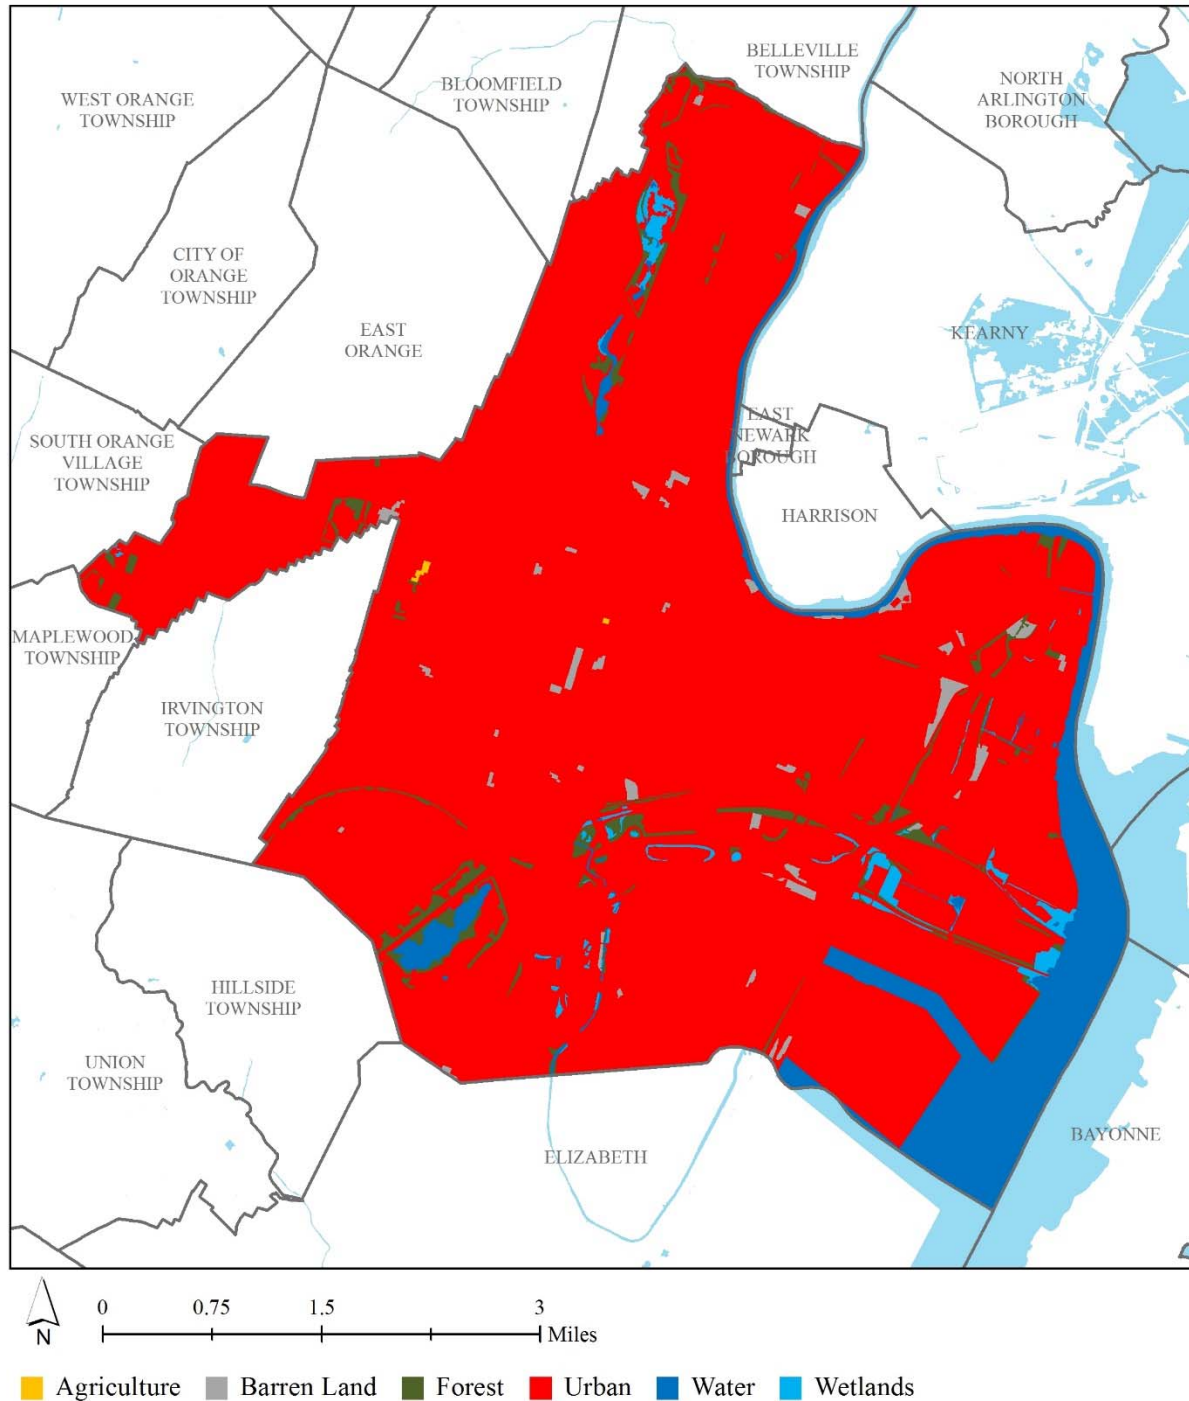 BELLEVILLE
TOWNSHIP
BLOOMFIELD
TOWNSHIP
NORTH
ARLINGTON
BOROUGH
WEST ORANGE
TOWNSHIP
CITY OF
ORANGE
TOWNSHIP
EAST
ORANGE
KEARNY
EAST
NEWARK
BOROUGH
SOUTH ORANGE
VILLAGE
TOWNSHIP
HARRISON
MAPLEWOOD
TOWNSHIP
IRVINGTON
TOWNSHIP
HILLSIDE
TOWNSHIP
UNION
TOWNSHIP
ELIZABETH
BAYONNE
N
0 0.75 1.5 3
Miles
Agriculture Barren Land Forest Urban Water Wetlands